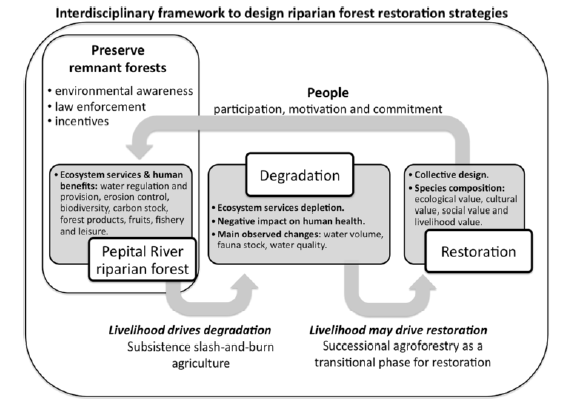 Interdisciplinary framework to design riparian forest restoration strategies
Preserve
remnant forests
• environmental awareness
• law enforcement
• incentives
People
participation, motivation and commitment
• Ecosystem services & human
benefits: water regulation and
provision, erosion control,
biodiversity, carbon stock,
forest products, fruits, fishery
and leisure.
Pepital River
riparian forest
Degradation
• Ecosystem services depletion.
• Negative impact on human health.
• Main observed changes: water volume,
fauna stock, water quality.
• Collective design.
• Species composition:
ecological value, cultural
value, social value and
livelihood value.
Restoration
Livelihood drives degradation
Subsistence slash-and-burn
agriculture
Livelihood may drive restoration
Successional agroforestry as a
transitional phase for restoration